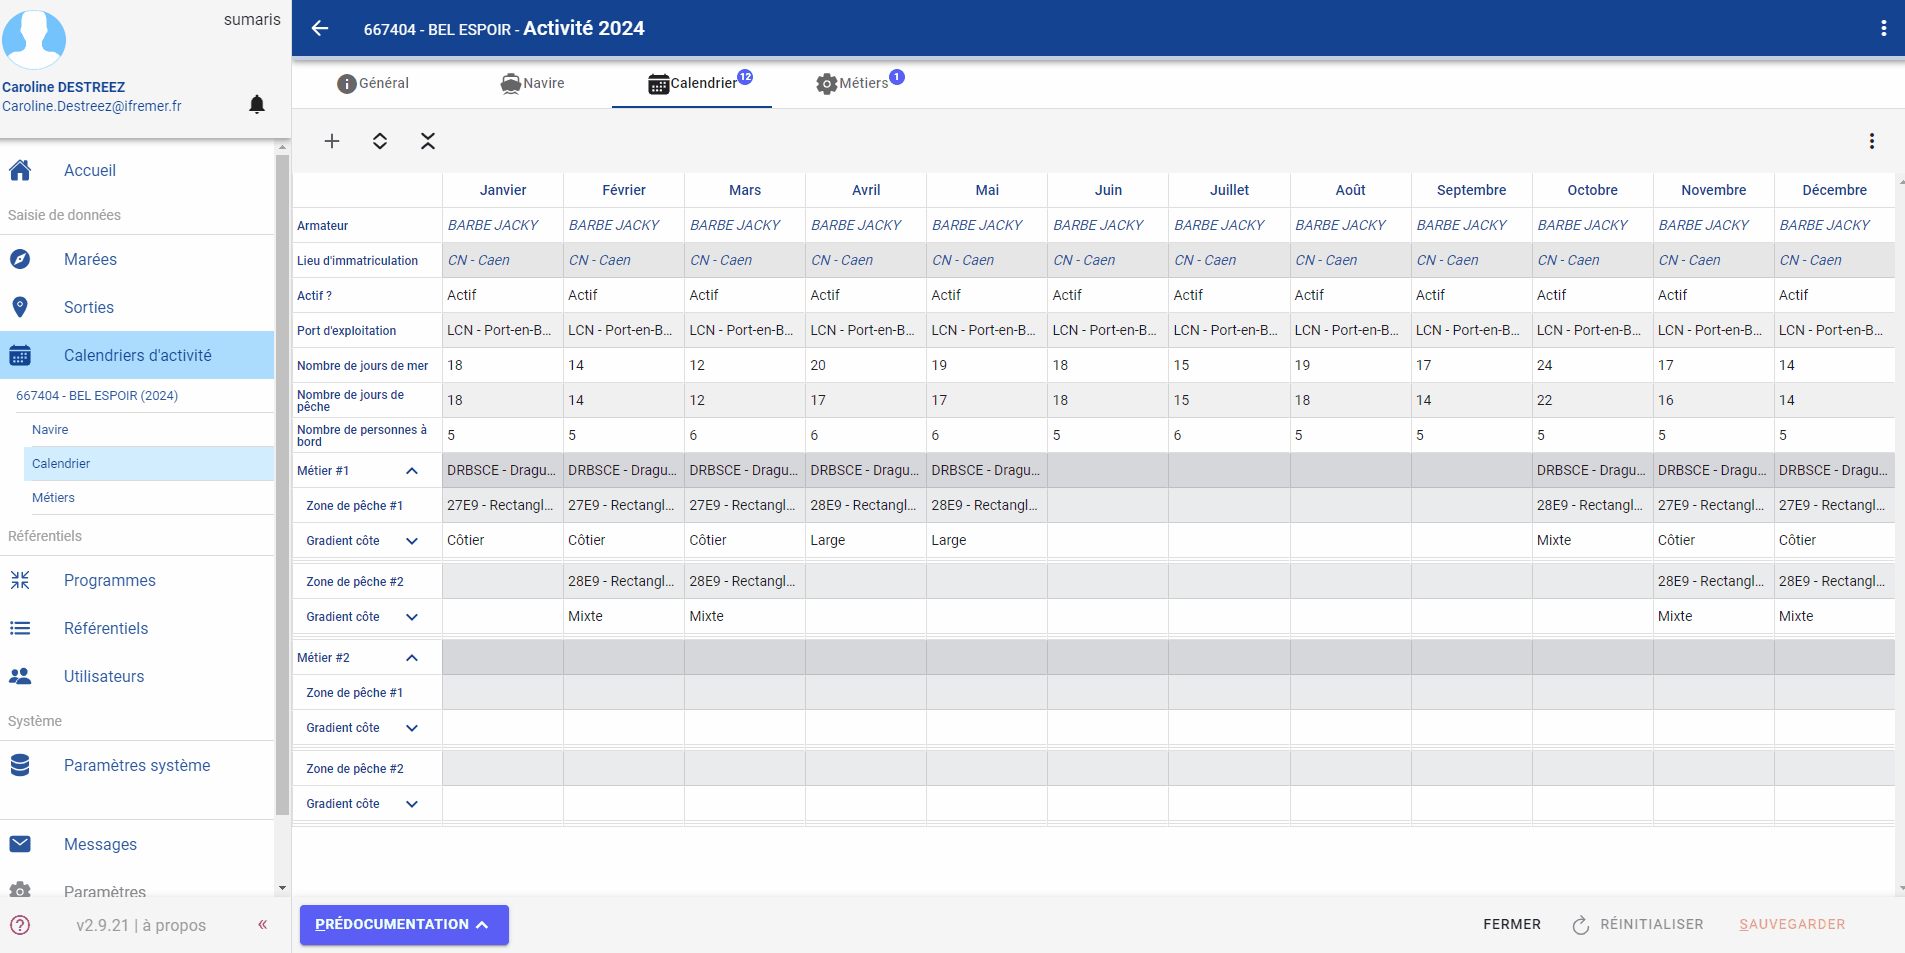 sumaris
Caroline DESTREEZ
Caroline.Destreez@ifremer.fr
Accueil
Saisie de données
Marées
Sorties
Calendriers d'activité
667404 - BEL ESPOIR (2024)
Navire
Calendrier
Métiers
Référentiels
Programmes
Référentiels
Utilisateurs
Système
Paramètres système
Messages
Paramètres
v2.9.21 | à propos «
667404 - BEL ESPOIR - Activité 2024
Général Navire Calendrier 12 Métiers 1
Janvier Février Mars Avril Mai Juin Juillet Août Septembre Octobre Novembre Décembre
Armateur BARBE JACKY BARBE JACKY BARBE JACKY BARBE JACKY BARBE JACKY BARBE JACKY BARBE JACKY BARBE JACKY BARBE JACKY BARBE JACKY BARBE JACKY BARBE JACKY
Lieu d'immatriculation CN - Caen CN - Caen CN - Caen CN - Caen CN - Caen CN - Caen CN - Caen CN - Caen CN - Caen CN - Caen CN - Caen CN - Caen
Actif ? Actif Actif Actif Actif Actif Actif Actif Actif Actif Actif Actif Actif
Port d'exploitation LCN - Port-en-B... LCN - Port-en-B... LCN - Port-en-B... LCN - Port-en-B... LCN - Port-en-B... LCN - Port-en-B... LCN - Port-en-B... LCN - Port-en-B... LCN - Port-en-B... LCN - Port-en-B... LCN - Port-en-B... LCN - Port-en-B...
Nombre de jours de mer 18 14 12 20 19 18 15 19 17 24 17 14
Nombre de jours de
pêche 18 14 12 17 17 18 15 18 14 22 16 14
Nombre de personnes à
bord 5 5 6 6 6 5 6 5 5 5 5 5
Métier #1 DRBSCE - Dragu... DRBSCE - Dragu... DRBSCE - Dragu... DRBSCE - Dragu... DRBSCE - Dragu... DRBSCE - Dragu... DRBSCE - Dragu... DRBSCE - Dragu...
Zone de pêche #1 27E9 - Rectangl... 27E9 - Rectangl... 27E9 - Rectangl... 28E9 - Rectangl... 28E9 - Rectangl... 28E9 - Rectangl... 27E9 - Rectangl... 27E9 - Rectangl...
Gradient côte Côtier Côtier Côtier Large Large Mixte Côtier Côtier
Zone de pêche #2 28E9 - Rectangl... 28E9 - Rectangl... 28E9 - Rectangl... 28E9 - Rectangl...
Gradient côte Mixte Mixte Mixte Mixte
Métier #2
Zone de pêche #1
Gradient côte
Zone de pêche #2
Gradient côte
PRÉDOCUMENTATION FERMER RÉINITIALISER SAUVEGARDER